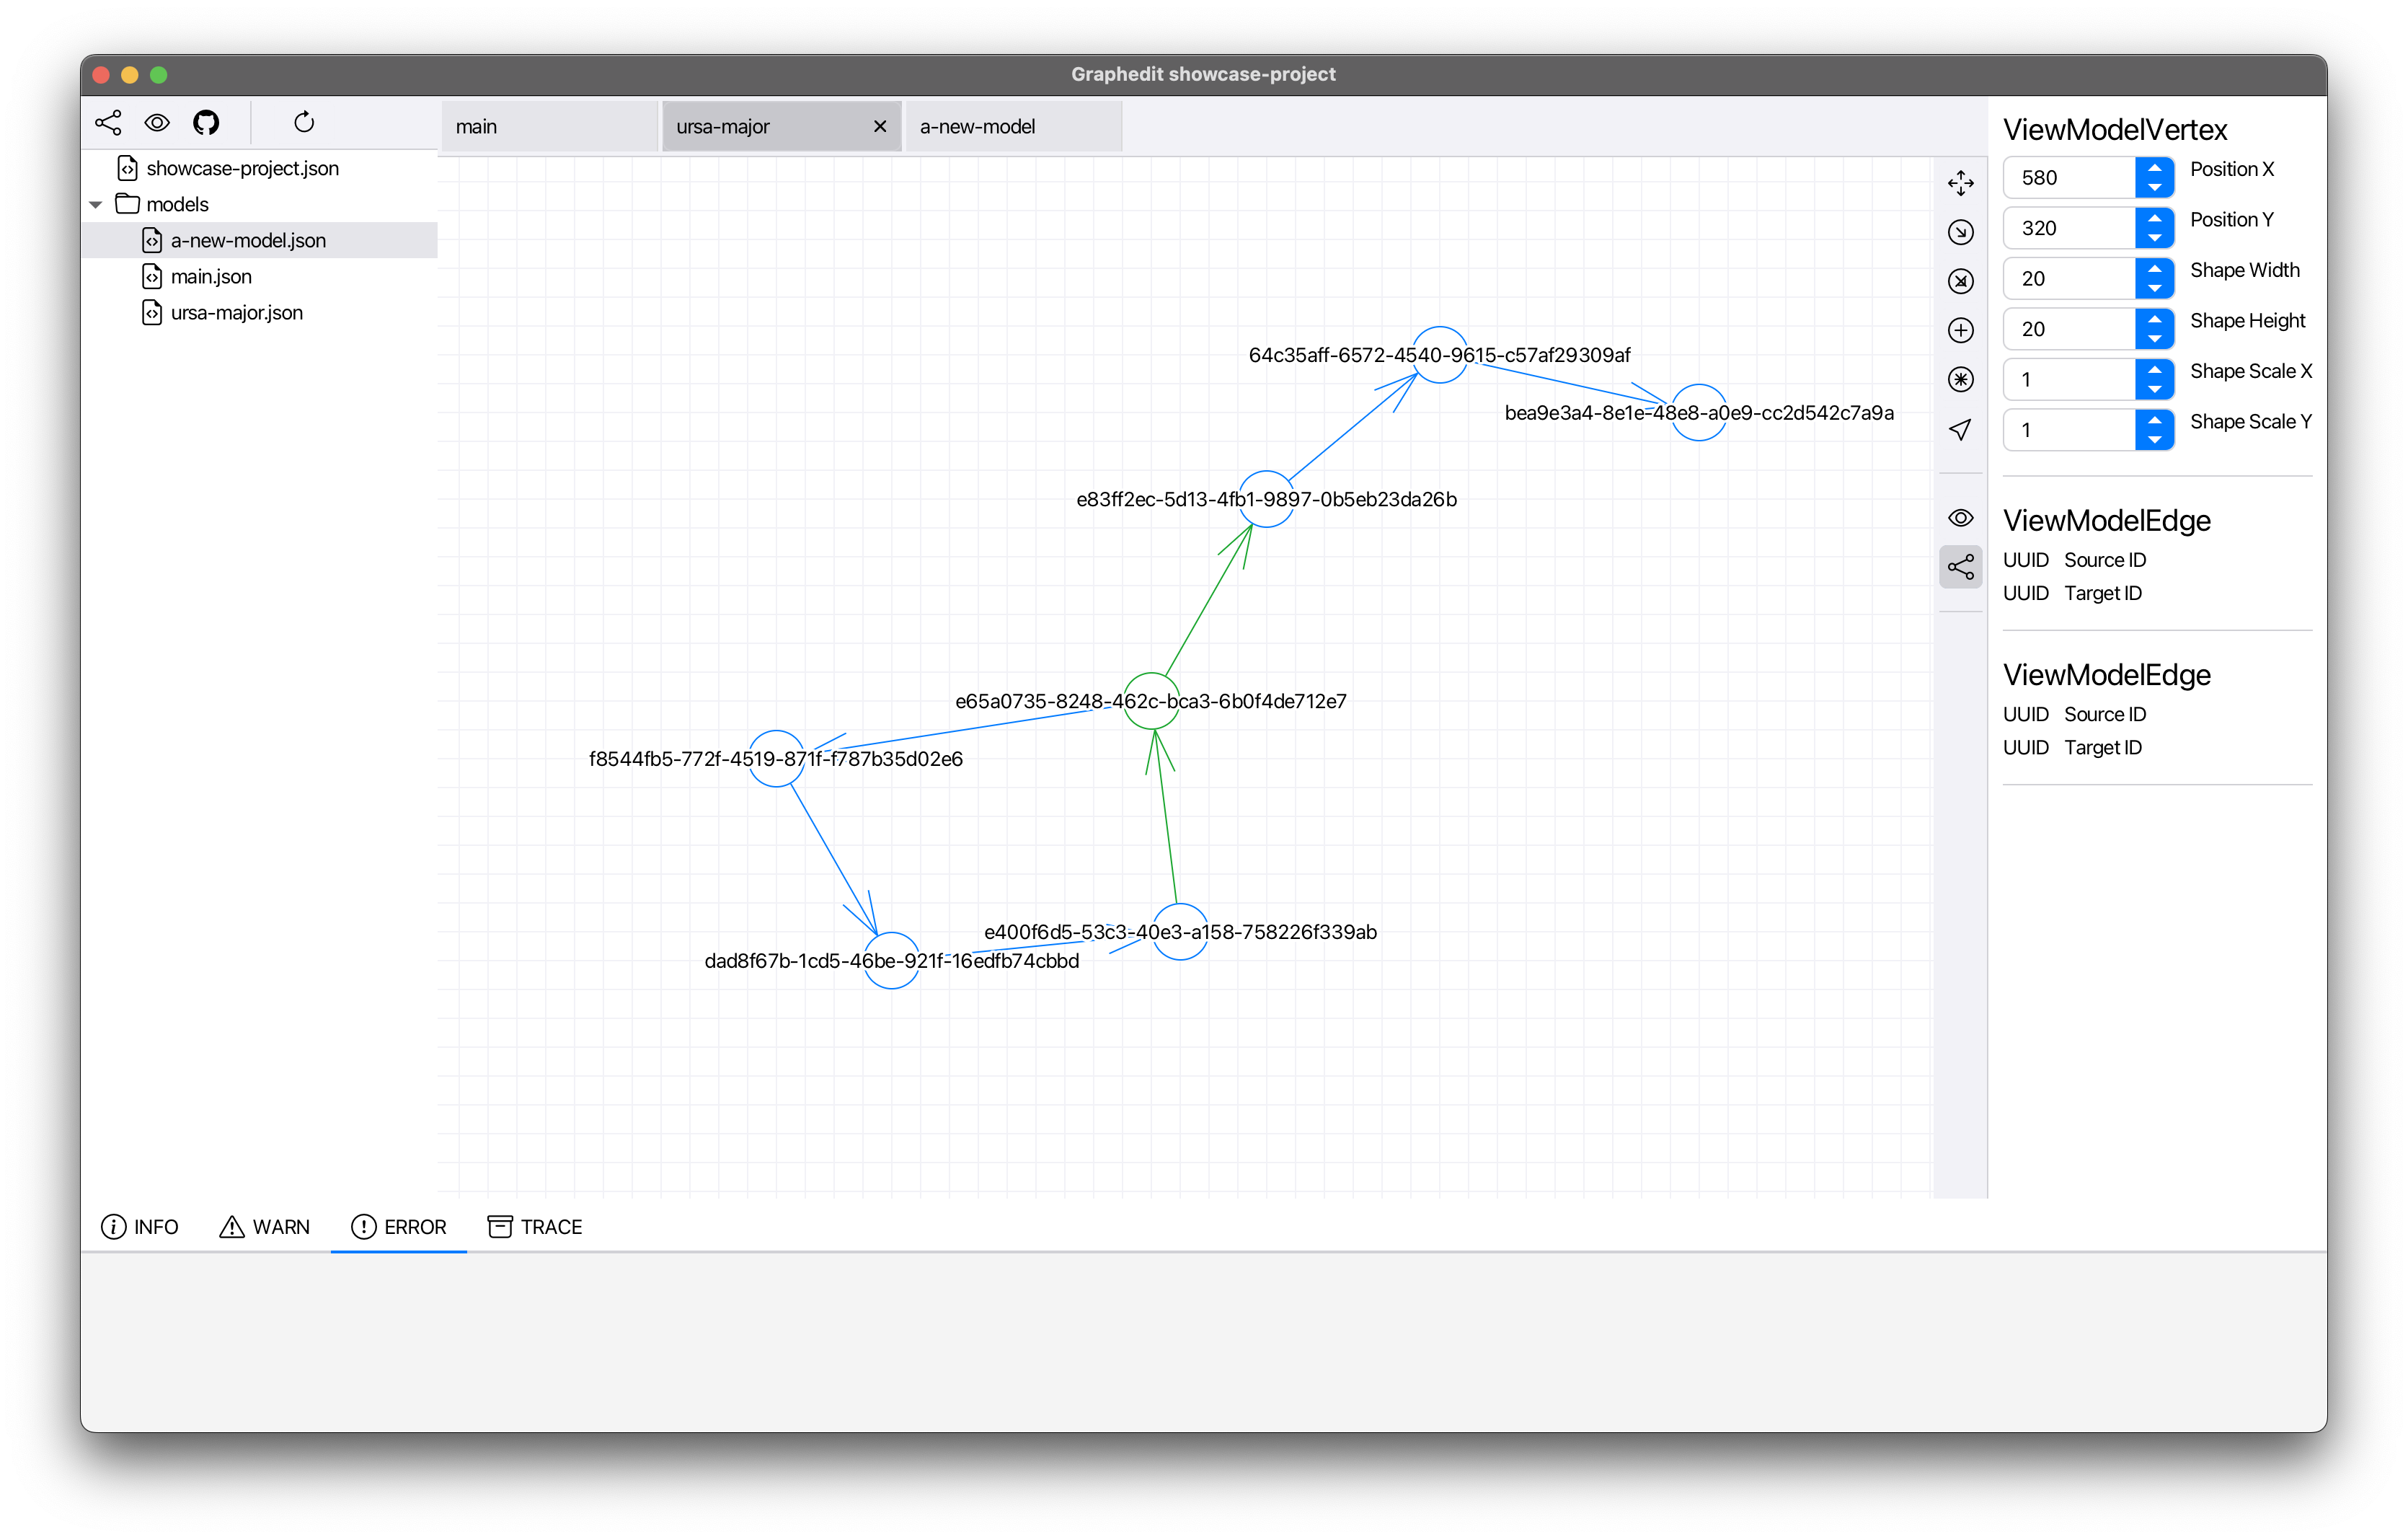 Graphedit showcase-project
main
ursa-major
a-new-model
showcase-project.json
models
a-new-model.json
main.json
ursa-major.json
64c35aff-6572-4540-9615-c57af29309af
bea9e3a4-8e1e-48e8-a0e9-cc2d542c7a9a
e83ff2ec-5d13-4fb1-9897-0b5eb23da26b
e65a0735-8248-462c-bca3-6b0f4de712e7
f8544fb5-772f-4519-871f-f787b35d02e6
e400f6d5-53c3-40e3-a158-758226f339ab
dad8f67b-1cd5-46be-921f-16edfb74cbbd
ViewModelVertex
580 Position X
320 Position Y
20 Shape Width
20 Shape Height
1 Shape Scale X
1 Shape Scale Y
ViewModelEdge
UUID Source ID
UUID Target ID
ViewModelEdge
UUID Source ID
UUID Target ID
INFO WARN ERROR TRACE